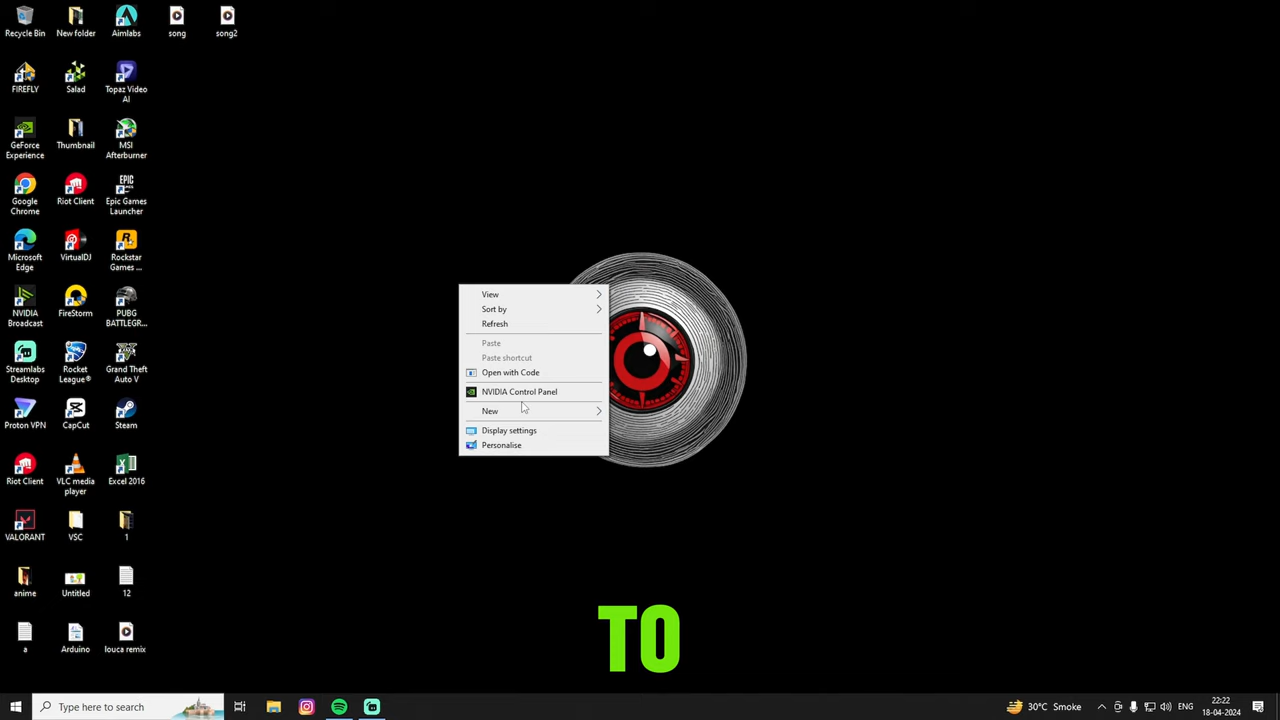 Recycle Bin
New folder
Aimlabs
song
song2
FIREFLY
Salad
Topaz Video
AI
GeForce
Experience
Thumbnail
MSI
Afterburner
Google
Chrome
Riot Client
EPIC
GAMES
Epic Games
Launcher
Microsoft
Edge
VirtualDJ
Rockstar
Games ...
NVIDIA
Broadcast
FireStorm
PUBG
BATTLEGR...
Streamlabs
Desktop
Rocket
League®
Grand Theft
Auto V
Proton VPN
CapCut
Steam
Riot Client
VLC media
player
Excel 2016
VALORANT
VSC
1
anime
Untitled
12
a
Arduino
louca remix
View
Sort by
Refresh
Paste
Paste shortcut
Open with Code
NVIDIA Control Panel
New
Display settings
Personalise
TO
Type here to search
30°C Smoke
ENG
22:22
18-04-2024